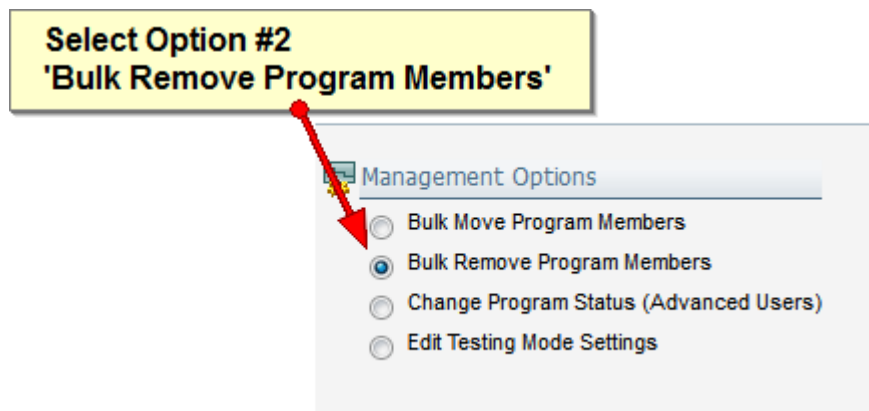 Select Option #2
'Bulk Remove Program Members'
Management Options
Bulk Move Program Members
Bulk Remove Program Members
Change Program Status (Advanced Users)
Edit Testing Mode Settings